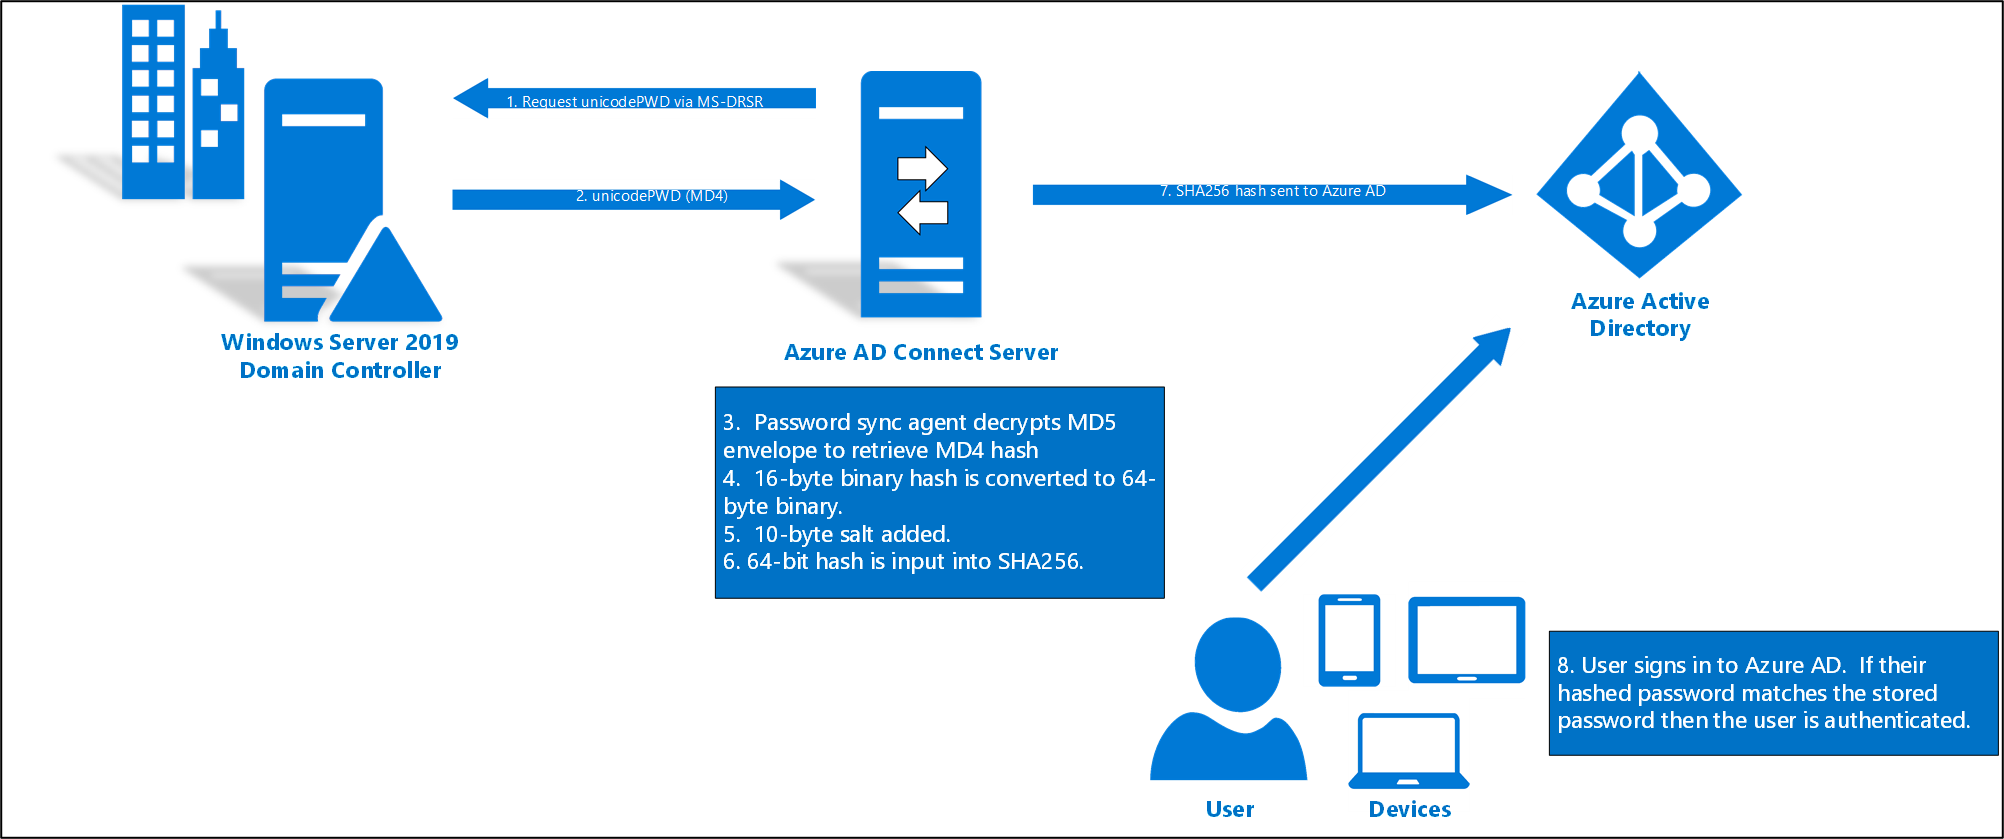 1. Request unicodePWD via MS-DRSR
2. unicodePWD (MD4)
7. SHA256 hash sent to Azure AD
Windows Server 2019
Domain Controller
Azure AD Connect Server
Azure Active
Directory
3.  Password sync agent decrypts MD5
envelope to retrieve MD4 hash
4.  16-byte binary hash is converted to 64-
byte binary.
5.  10-byte salt added.
6. 64-bit hash is input into SHA256.
8. User signs in to Azure AD.  If their
hashed password matches the stored
password then the user is authenticated.
User
Devices